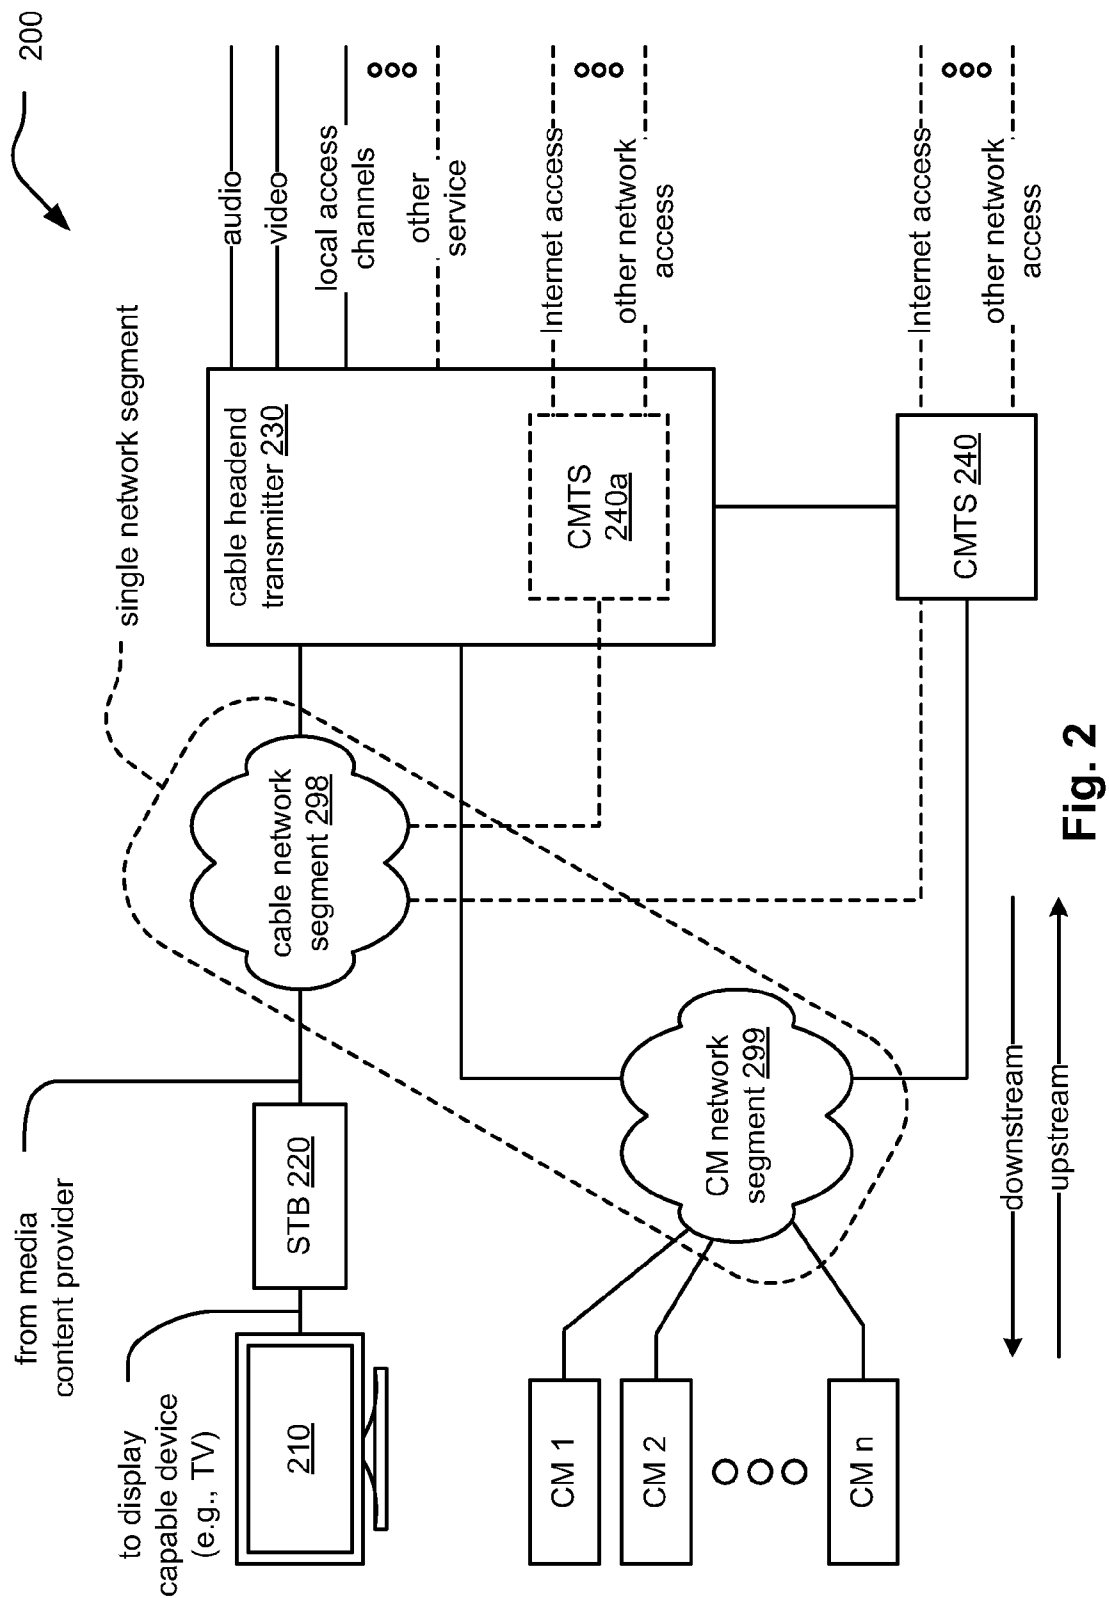 200
single network segment
from media
content provider
to display
capable device
(e.g., TV)
210
STB 220
cable network
segment 298
cable headend
transmitter 230
audio
video
local access
channels
other
service
CMTS
240a
Internet access
other network
access
CM 1
CM 2
CM n
CM network
segment 299
CMTS 240
Internet access
other network
access
downstream
upstream
Fig. 2